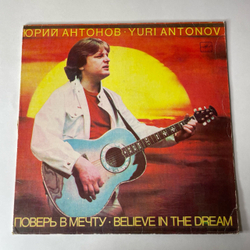 ЮРИЙ АНТОНОВ · YURI ANTONOV
ПОВЕРЬ В МЕЧТУ · BELIEVE IN THE DREAM